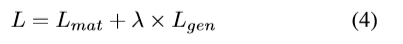 L = L_{mat} + λ × L_{gen} (4)